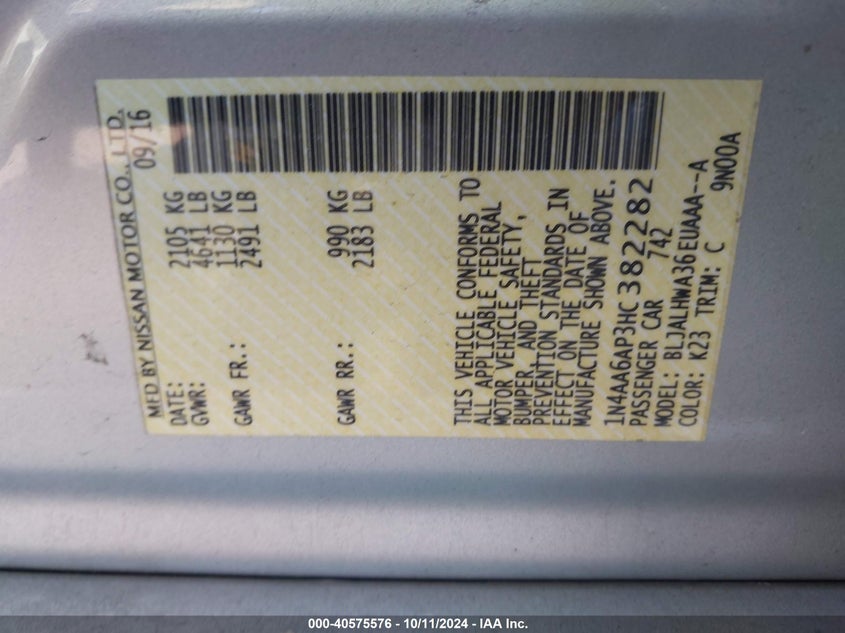 MFD BY NISSAN MOTOR CO., LTD.
DATE: 09/16
GVWR: 2105 KG
4641 LB
GAWR FR.: 1130 KG
2491 LB
GAWR RR.: 990 KG
2183 LB
THIS VEHICLE CONFORMS TO
ALL APPLICABLE FEDERAL
MOTOR VEHICLE SAFETY,
BUMPER, AND THEFT
PREVENTION STANDARDS IN
EFFECT ON THE DATE OF
MANUFACTURE SHOWN ABOVE.
1N4AA6AP3HC382282
PASSENGER CAR 742
MODEL: BLJALHWA36EUAAA--A
COLOR: K23 TRIM: C 9N00A
000-40575576 - 10/11/2024 - IAA Inc.